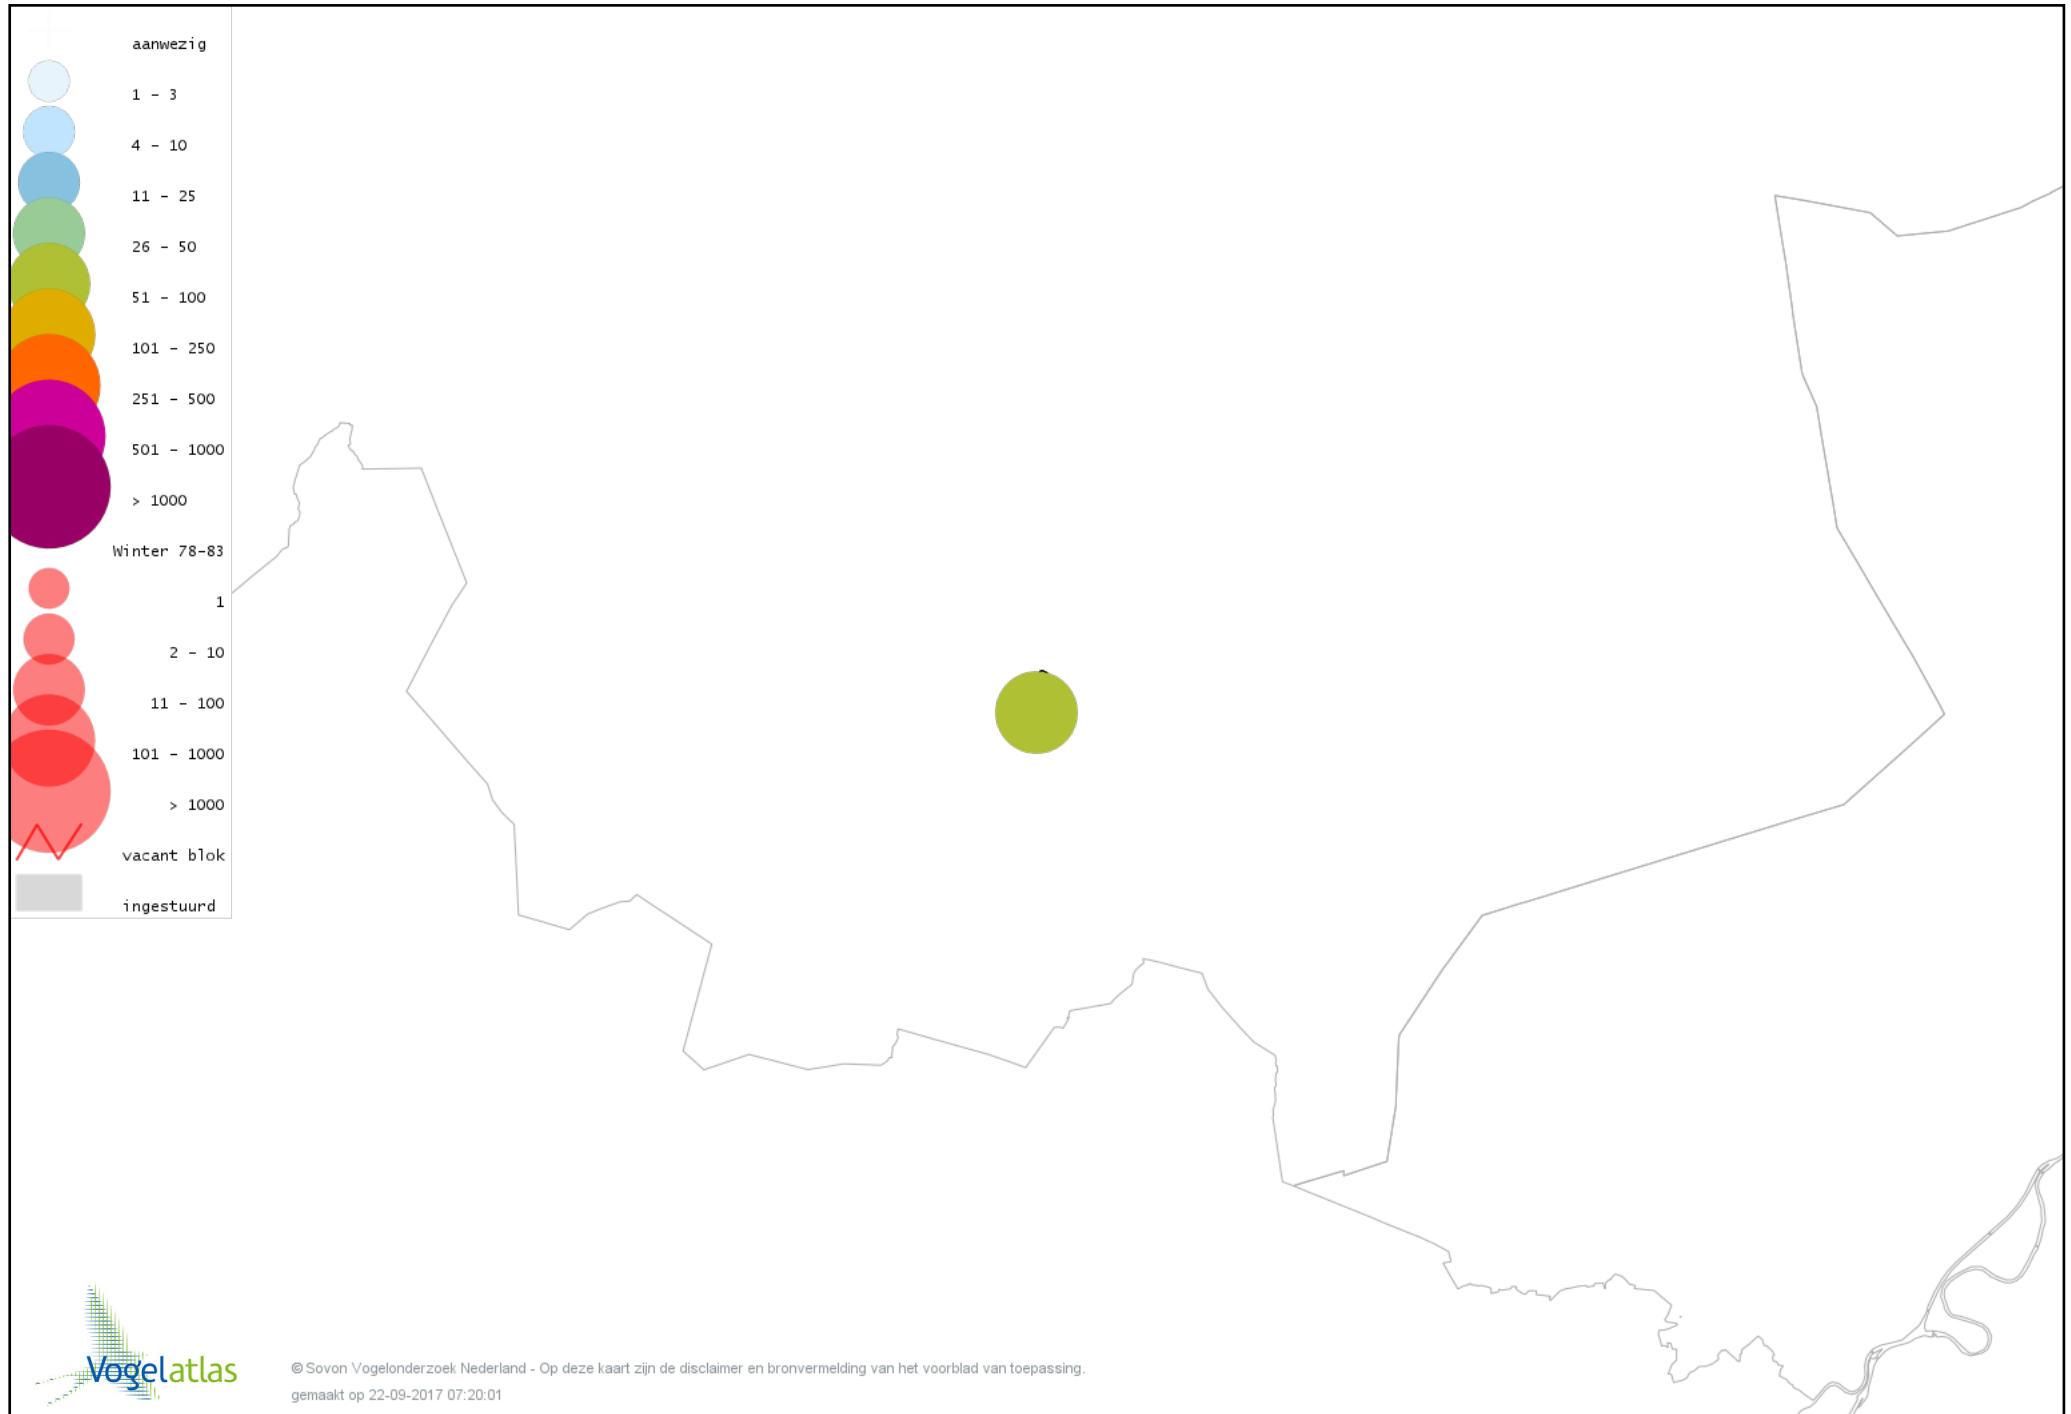 aanwezig
1 - 3
4 - 10
11 - 25
26 - 50
51 - 100
101 - 250
251 - 500
501 - 1000
> 1000
Winter 78-83
1
2 - 10
11 - 100
101 - 1000
> 1000
vacant blok
ingestuurd
Vogelatlas
© Sovon Vogelonderzoek Nederland - Op deze kaart zijn de disclaimer en bronvermelding van het voorblad van toepassing.
gemaakt op 22-09-2017 07:20:01